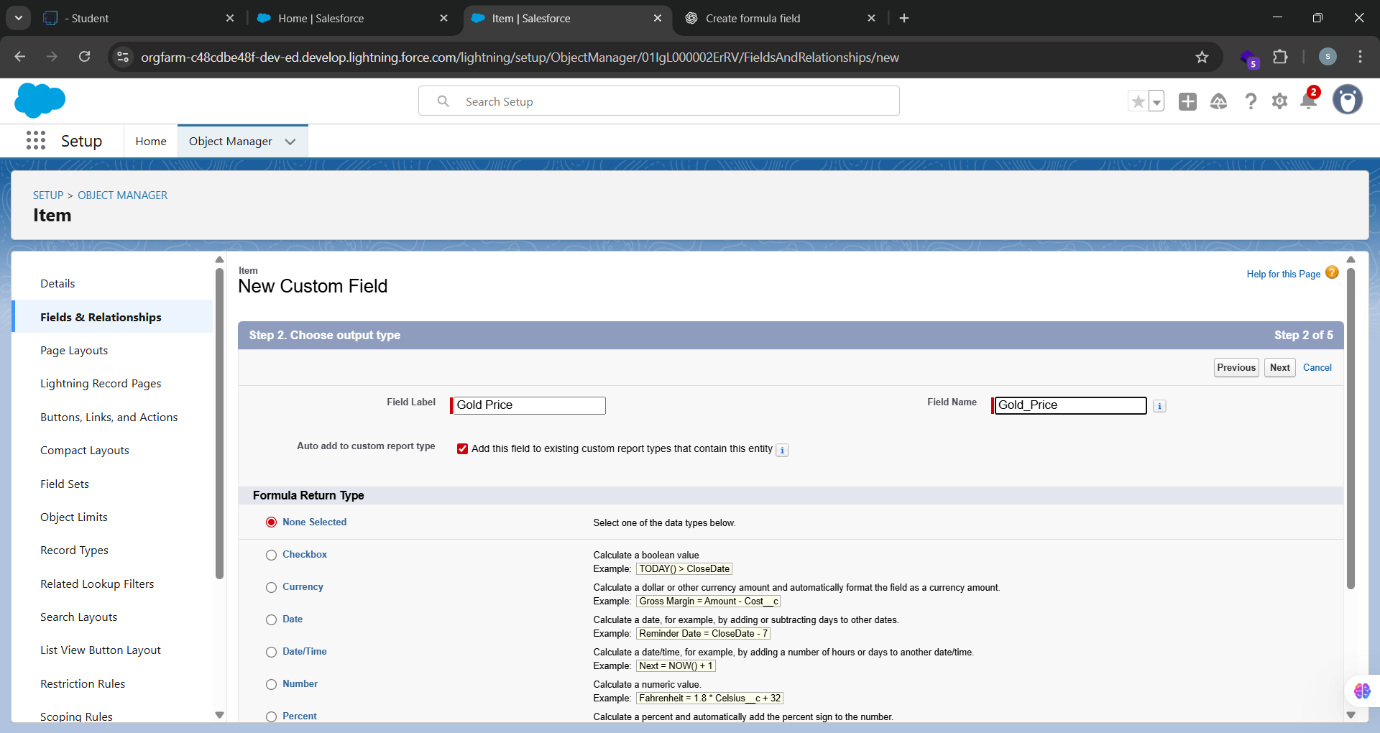 - Student
Home | Salesforce
Item | Salesforce
Create formula field
orgfarm-c48cdbe48f-dev-ed.develop.lightning.force.com/lightning/setup/ObjectManager/01IgL000002ErRV/FieldsAndRelationships/new
5
S
Search Setup
2
Setup
Home
Object Manager
SETUP > OBJECT MANAGER
Item
Details
Fields & Relationships
Page Layouts
Lightning Record Pages
Buttons, Links, and Actions
Compact Layouts
Field Sets
Object Limits
Record Types
Related Lookup Filters
Search Layouts
List View Button Layout
Restriction Rules
Scoping Rules
Item
New Custom Field
Help for this Page ?
Step 2. Choose output type Step 2 of 5
Previous Next Cancel
Field Label Gold Price Field Name Gold_Price i
Auto add to custom report type Add this field to existing custom report types that contain this entity i
Formula Return Type
None Selected Select one of the data types below.
Checkbox Calculate a boolean value
Example: TODAY() > CloseDate
Currency Calculate a dollar or other currency amount and automatically format the field as a currency amount.
Example: Gross Margin = Amount - Cost__c
Date Calculate a date, for example, by adding or subtracting days to other dates.
Example: Reminder Date = CloseDate - 7
Date/Time Calculate a date/time, for example, by adding a number of hours or days to another date/time.
Example: Next = NOW() + 1
Number Calculate a numeric value.
Example: Fahrenheit = 1.8 * Celsius__c + 32
Percent Calculate a percent and automatically add the percent sign to the number.